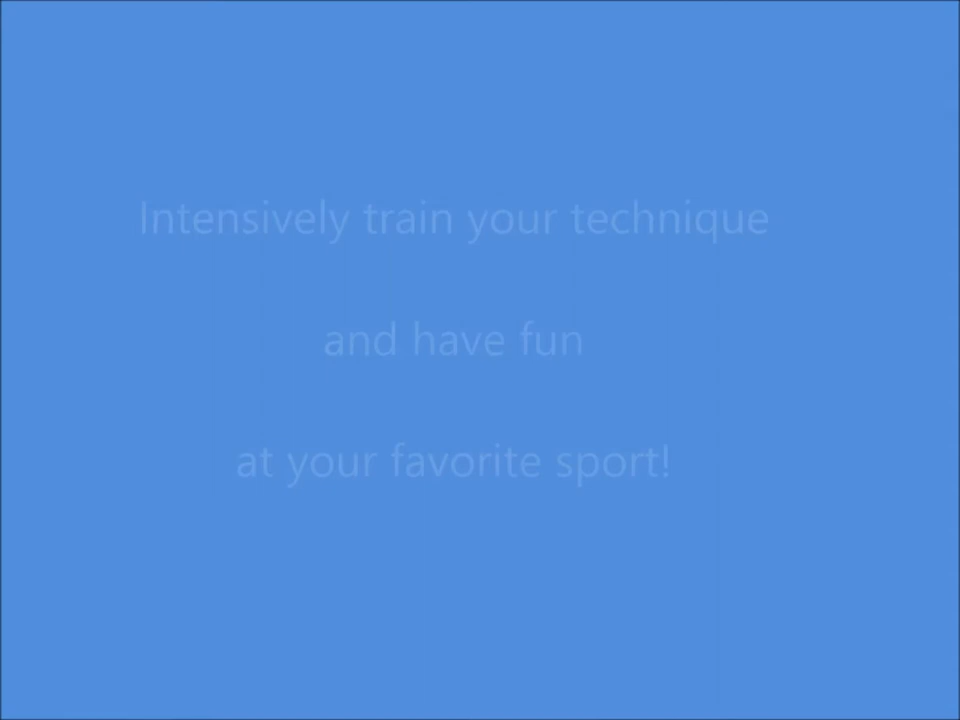 Intensively train your technique
and have fun
at your favorite sport!